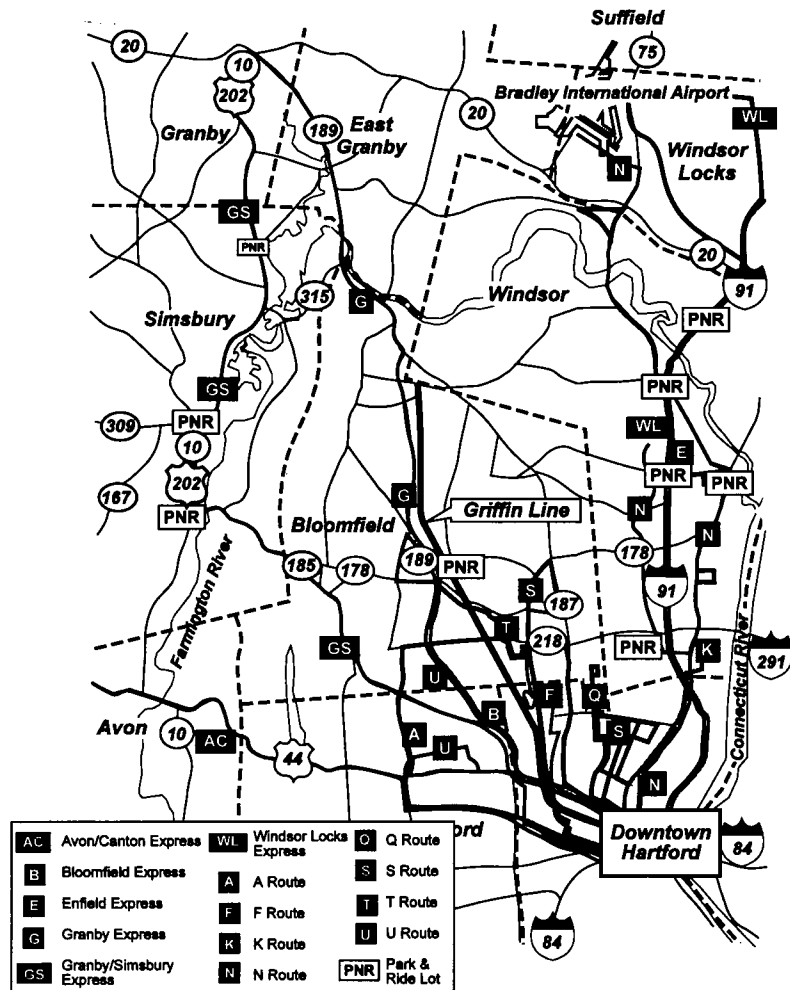 Suffield
20
10
75
202
Bradley International Airport
WL
Granby
189
East
Granby
20
Windsor
Locks
N
GS
PNR
20
315
G
Windsor
91
PNR
Simsbury
GS
PNR
PNR
309
10
WL
E
202
PNR
PNR
167
G
N
PNR
Griffin Line
N
Bloomfield
178
185
178
189
PNR
S
91
187
Farmington River
T
218
GS
PNR
K
291
U
F
Q
Connecticut River
B
Avon
10
AC
A
U
S
44
N
ord
Downtown
Hartford
84
84
AC Avon/Canton Express
B Bloomfield Express
E Enfield Express
G Granby Express
GS Granby/Simsbury
Express
WL Windsor Locks
Express
A A Route
F F Route
K K Route
N N Route
Q Q Route
S S Route
T T Route
U U Route
PNR Park &
Ride Lot